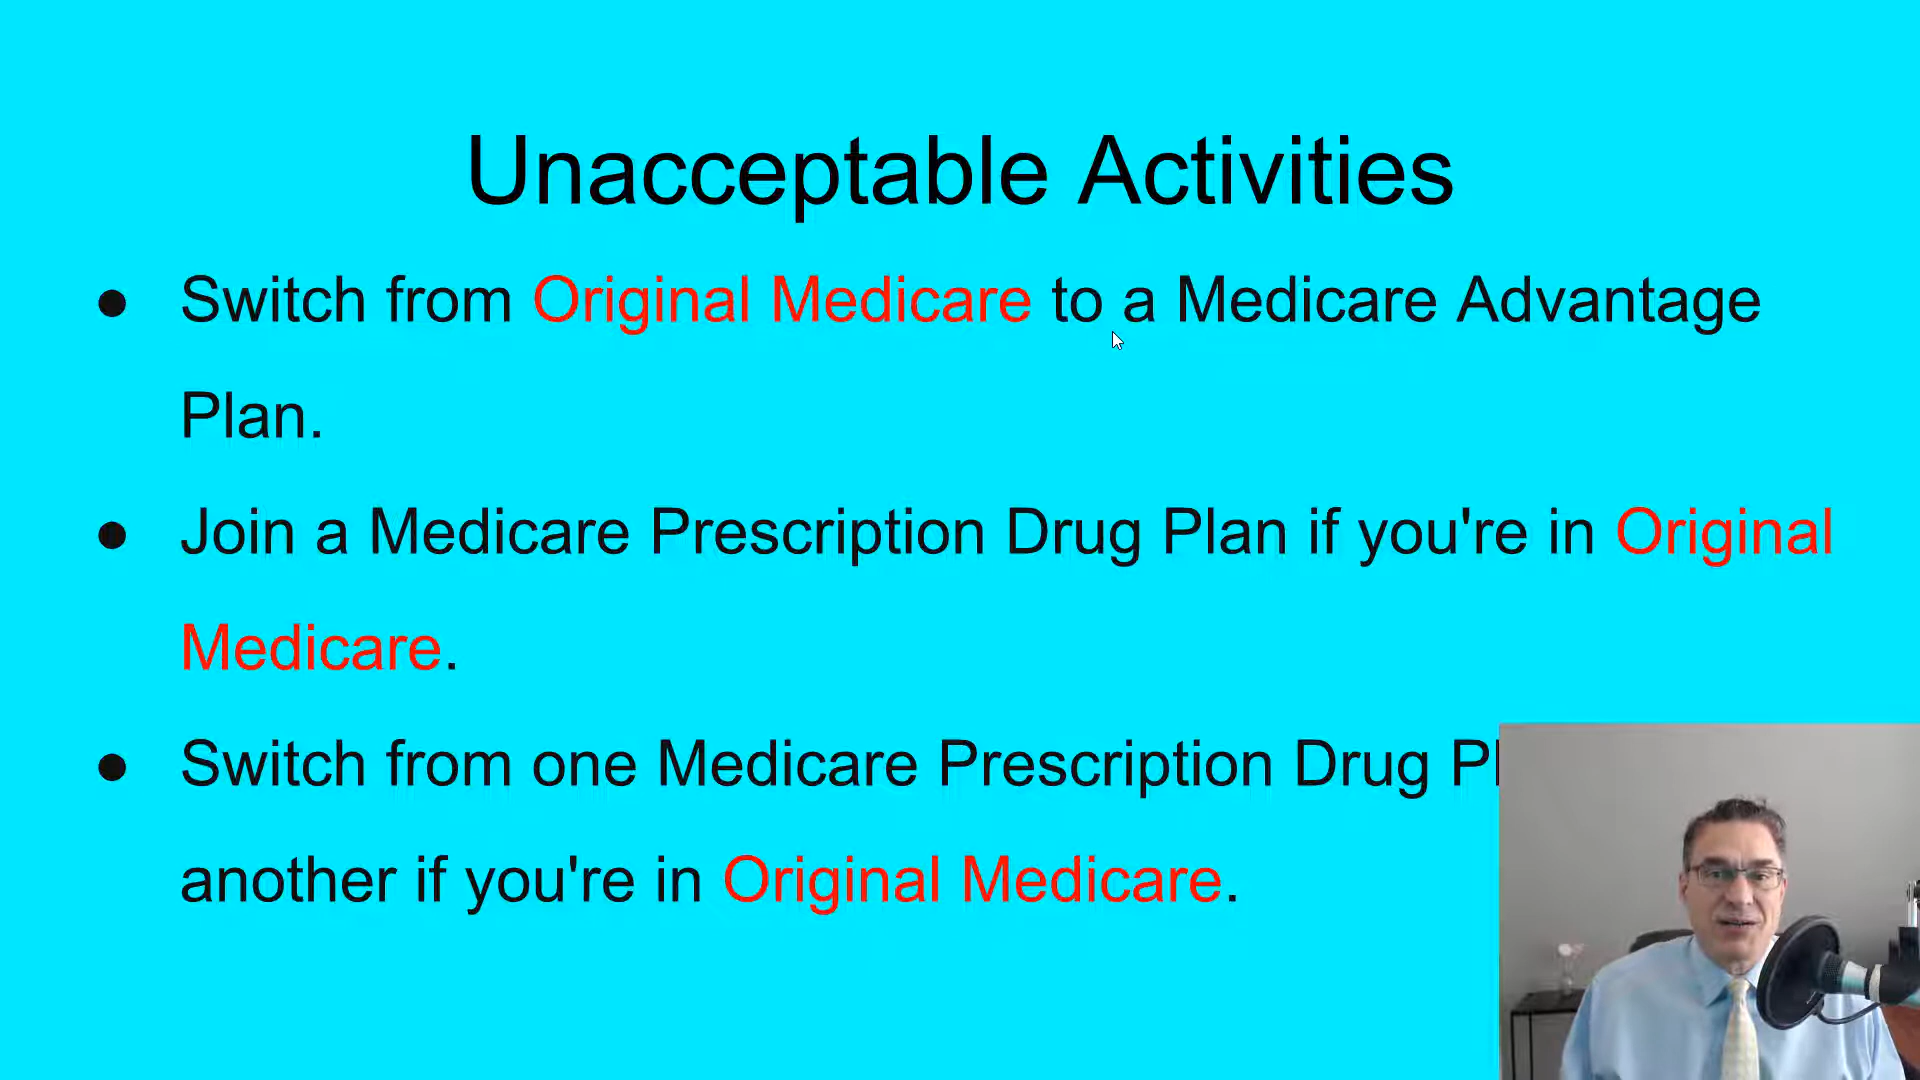 Unacceptable Activities
● Switch from Original Medicare to a Medicare Advantage
Plan.
● Join a Medicare Prescription Drug Plan if you're in Original
Medicare.
● Switch from one Medicare Prescription Drug
another if you're in Original Medicare.